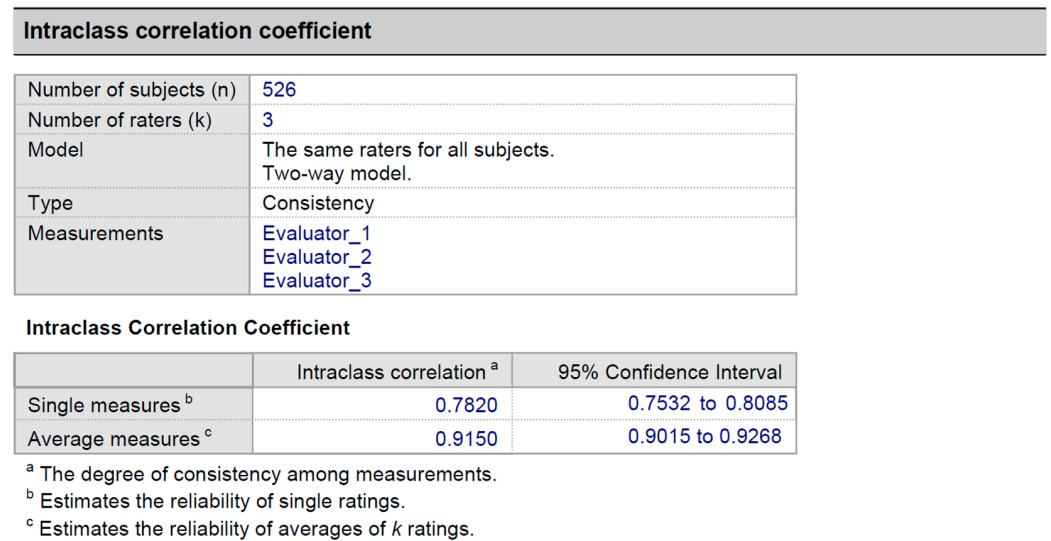 Intraclass correlation coefficient
Number of subjects (n) 526
Number of raters (k) 3
Model The same raters for all subjects.
Two-way model.
Type Consistency
Measurements Evaluator_1
Evaluator_2
Evaluator_3
Intraclass Correlation Coefficient
Intraclass correlation a 95% Confidence Interval
Single measures b 0.7820 0.7532 to 0.8085
Average measures c 0.9150 0.9015 to 0.9268
a The degree of consistency among measurements.
b Estimates the reliability of single ratings.
c Estimates the reliability of averages of k ratings.